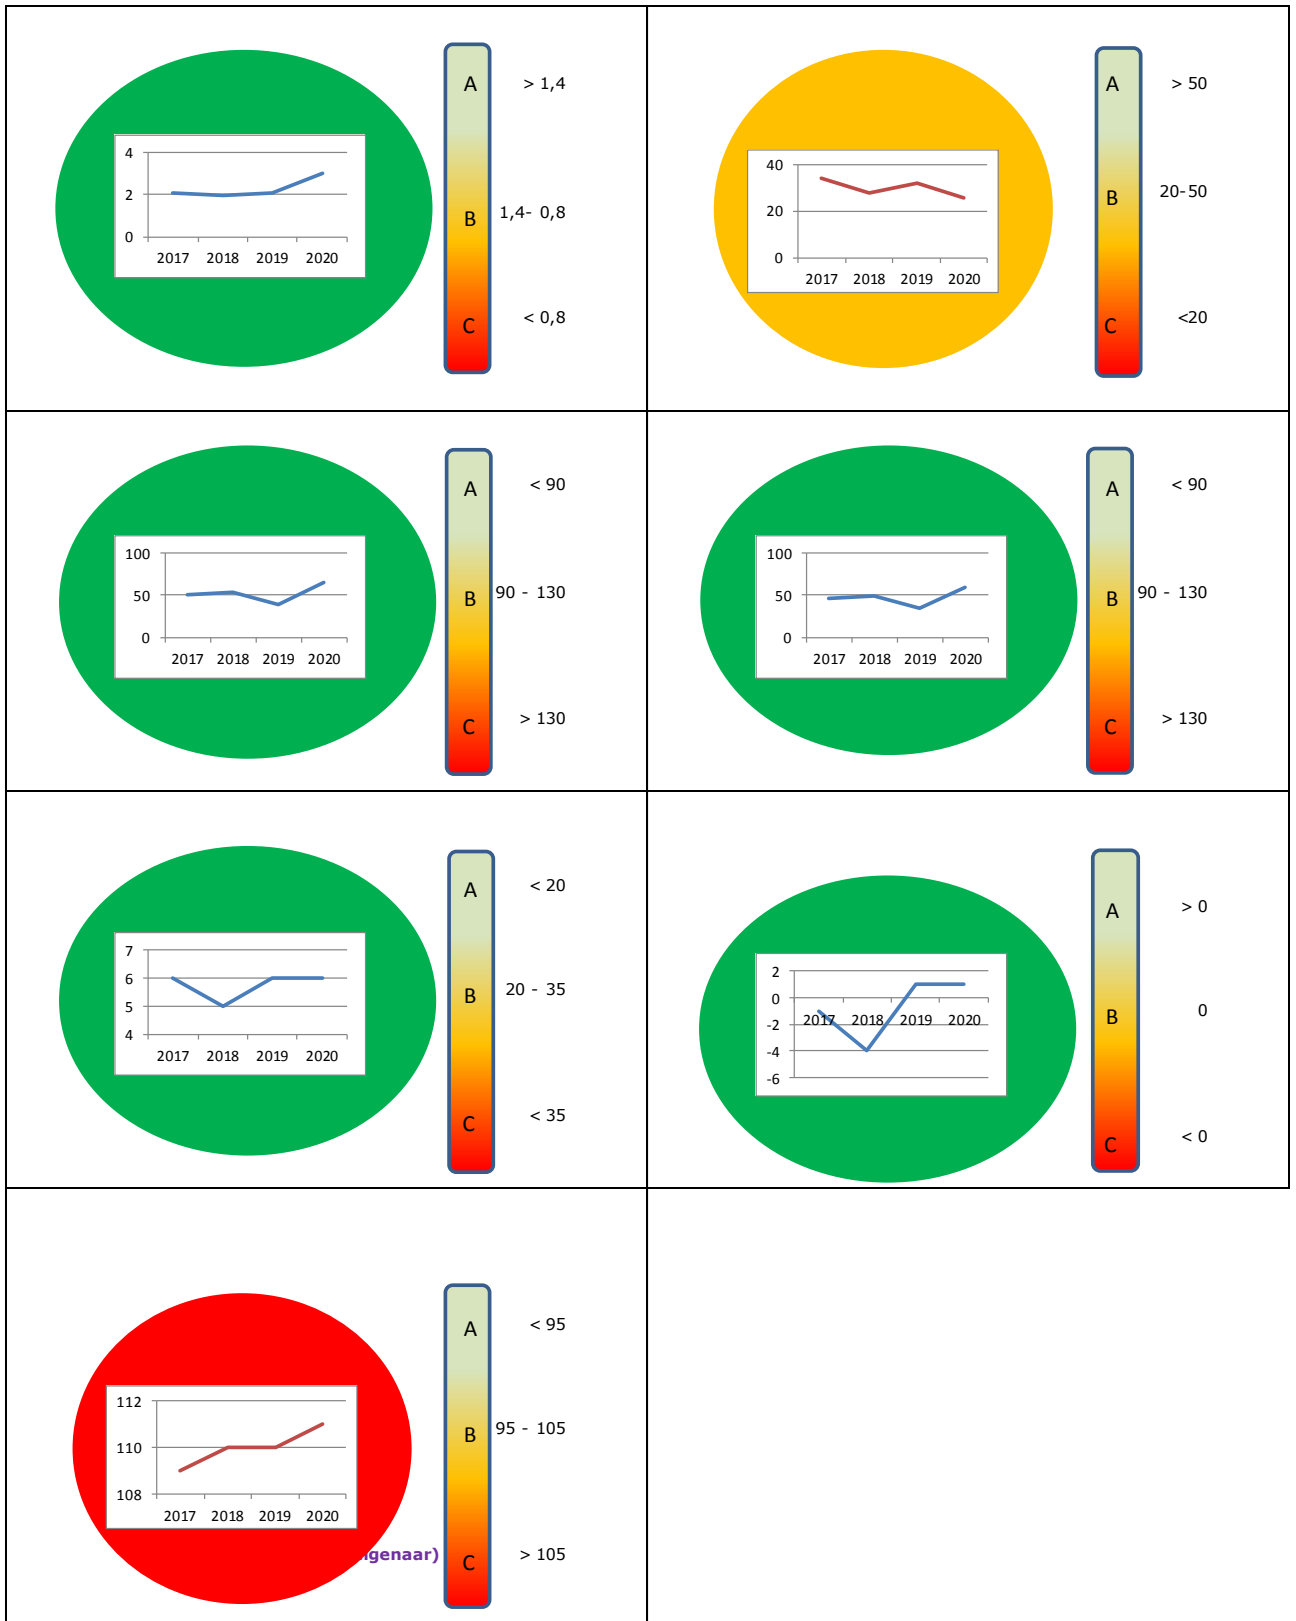 A > 1,4
4
2
B 1,4- 0,8
0
2017 2018 2019 2020
C < 0,8
A > 50
40
B 20-50
20
0
2017 2018 2019 2020
C <20
A < 90
100
50
B 90 - 130
0
2017 2018 2019 2020
C > 130
A < 90
100
50
B 90 - 130
0
2017 2018 2019 2020
C > 130
A < 20
7
6
B 20 - 35
5
4
2017 2018 2019 2020
C < 35
A > 0
2
0
B 0
2017 2018 2019 2020
-2
-4
-6
C < 0
A < 95
112
B 95 - 105
110
108
2017 2018 2019 2020
C > 105